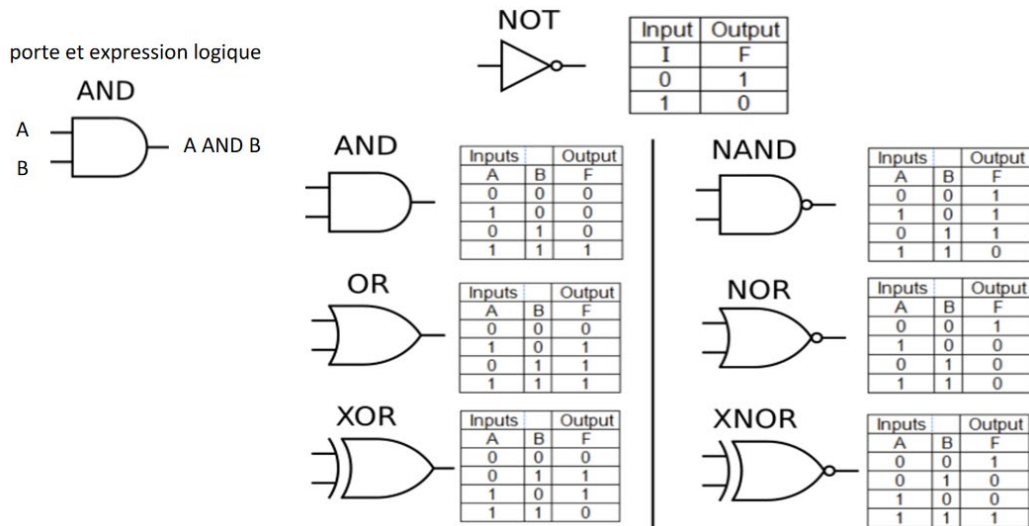 NOT
Input Output
I F
0 1
1 0
porte et expression logique
AND
A
B
A AND B
AND
Inputs Output
A B F
0 0 0
1 0 0
0 1 0
1 1 1
NAND
Inputs Output
A B F
0 0 1
1 0 1
0 1 1
1 1 0
OR
Inputs Output
A B F
0 0 0
1 0 1
0 1 1
1 1 1
NOR
Inputs Output
A B F
0 0 1
1 0 0
0 1 0
1 1 0
XOR
Inputs Output
A B F
0 0 0
0 1 1
1 0 1
1 1 0
XNOR
Inputs Output
A B F
0 0 1
0 1 0
1 0 0
1 1 1